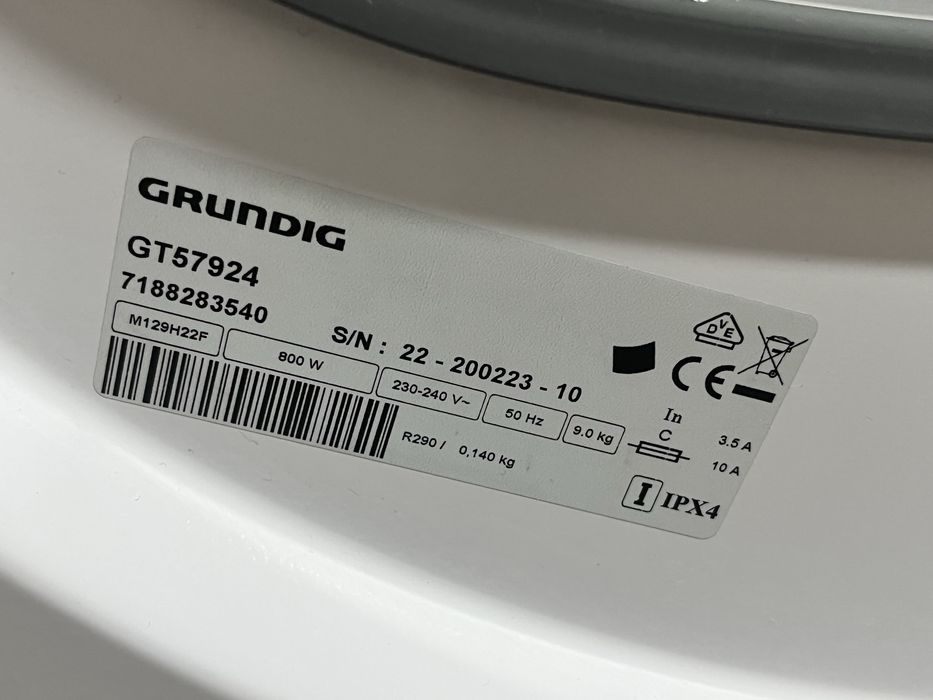 GRUNDIG
GT57924
7188283540
S/N : 22 - 200223 - 10
M129H22F 800 W 230-240 V~ 50 Hz 9.0 kg
R290 / 0,140 kg
DVE
CE
In 3.5 A
C 10 A
I IPX4